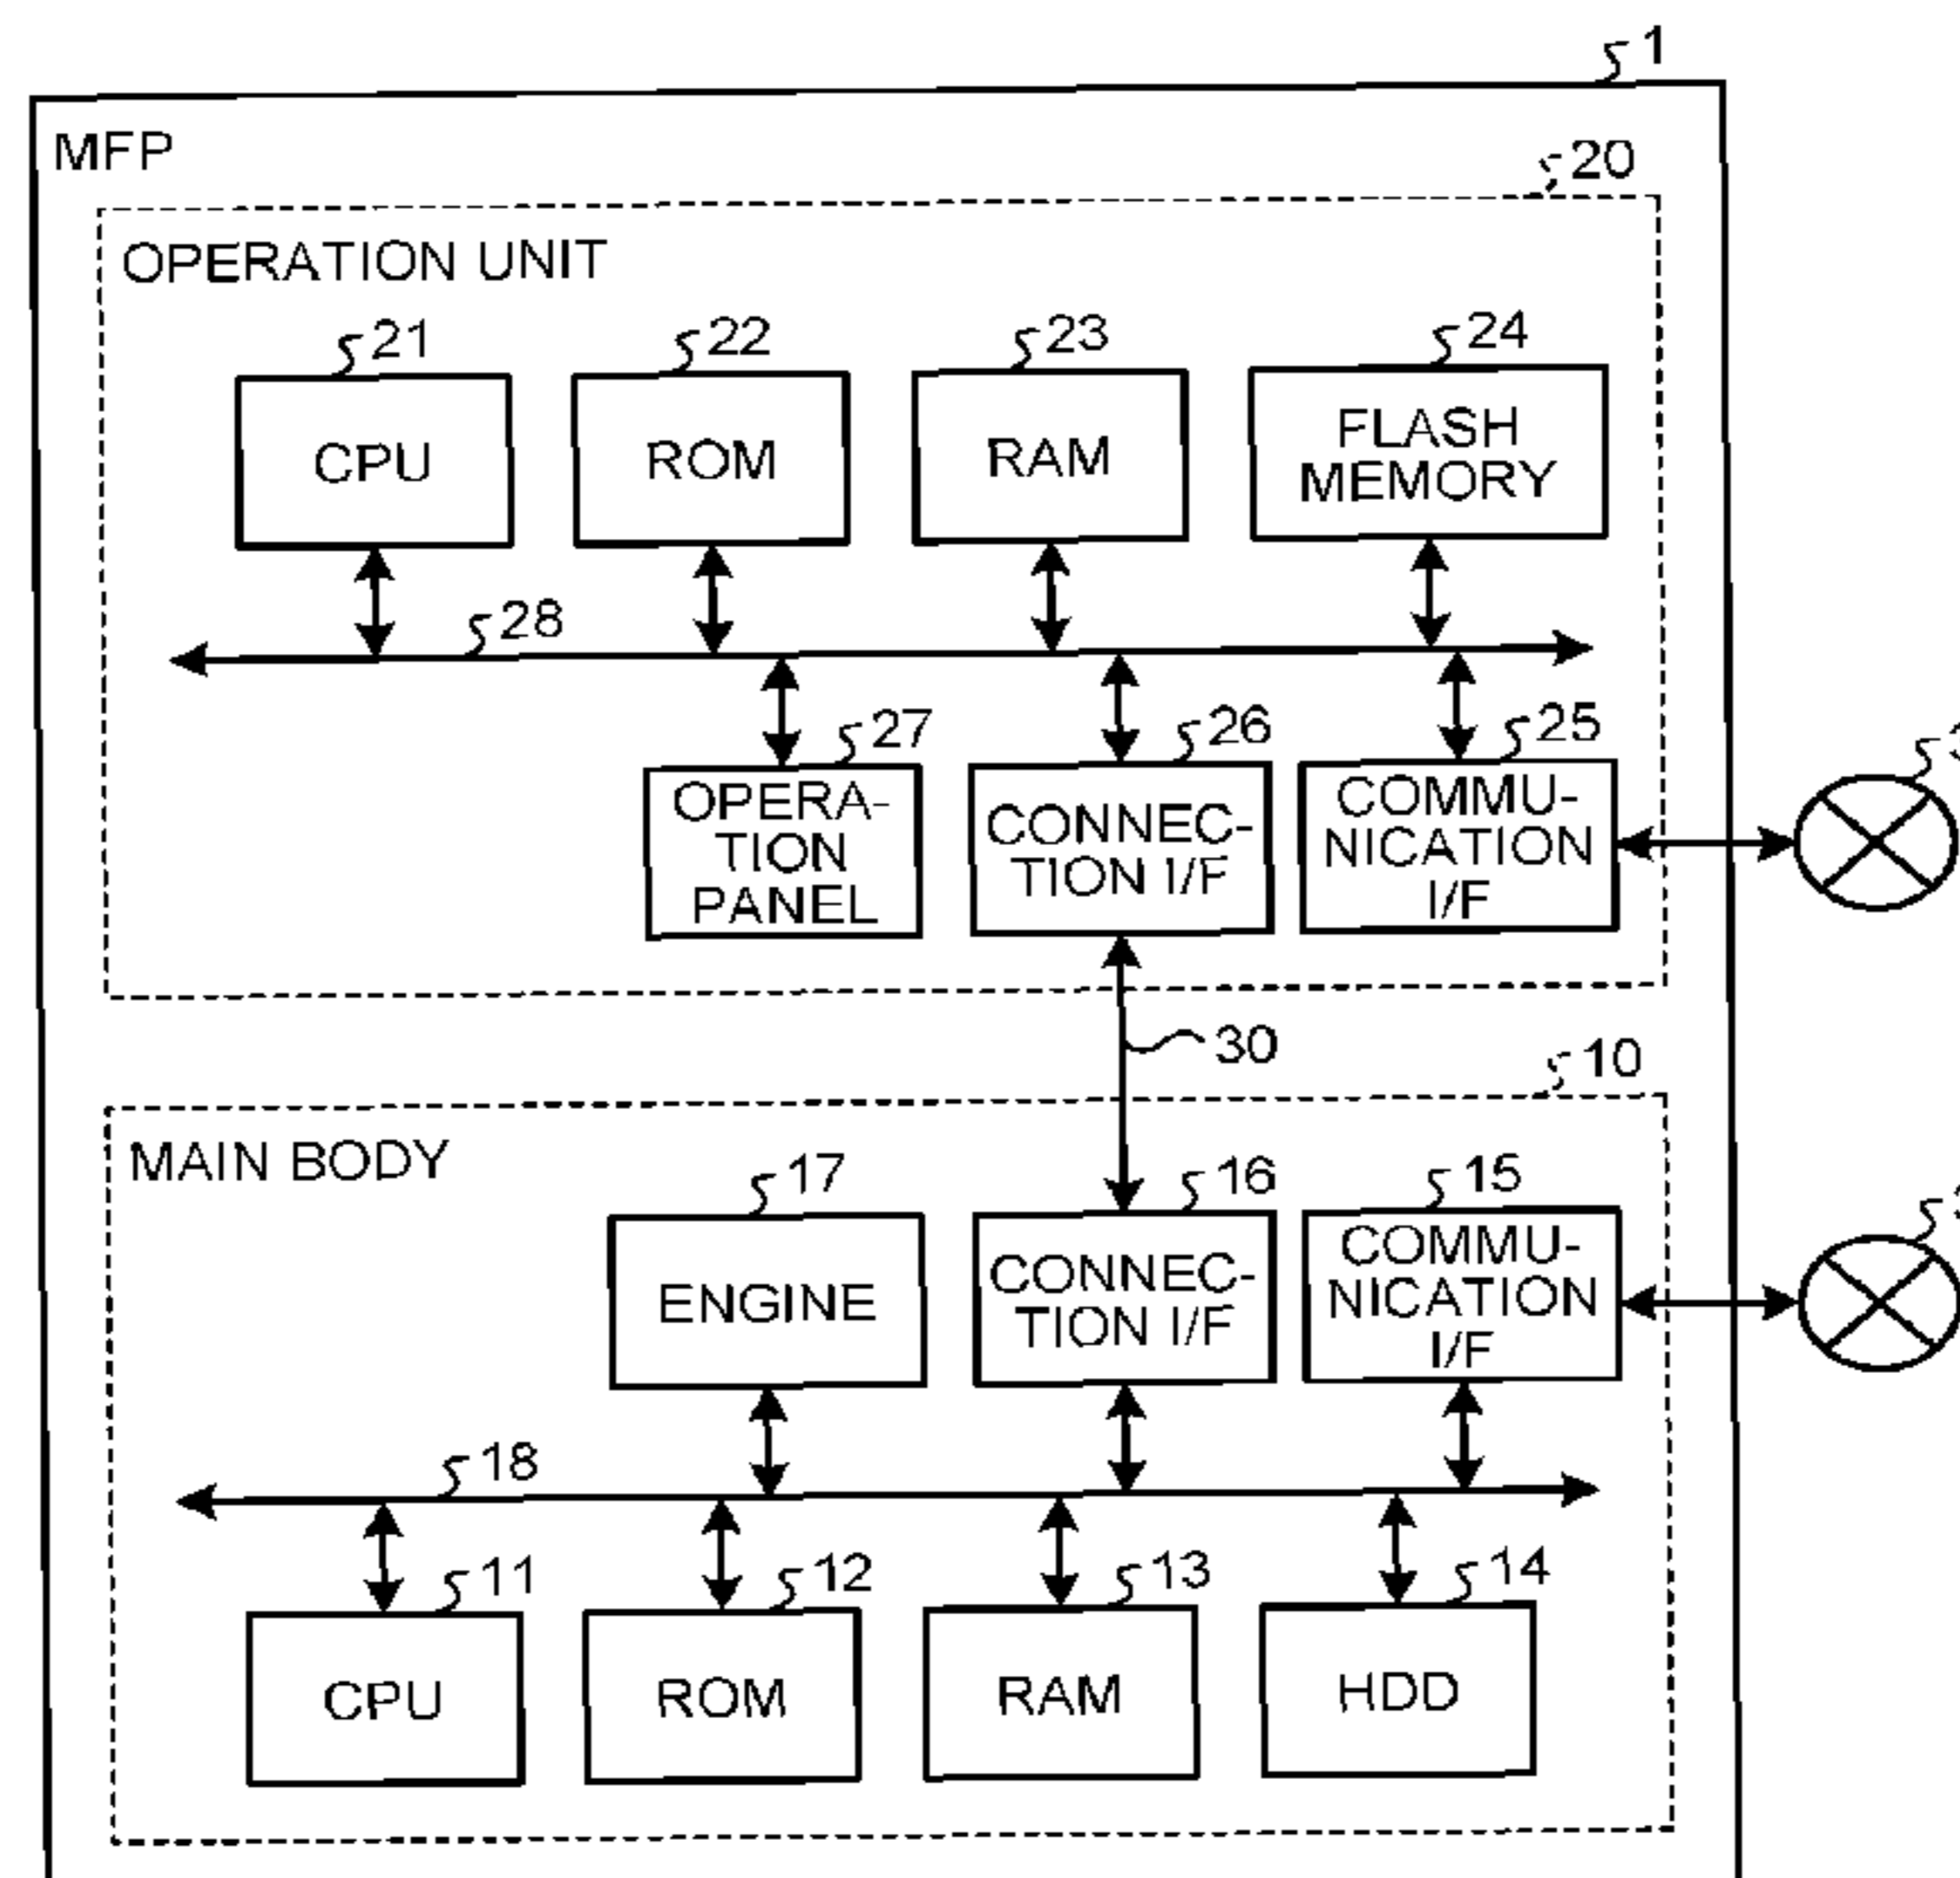 1
MFP
20
OPERATION UNIT
21
22
23
24
CPU
ROM
RAM
FLASH
MEMORY
28
27
26
25
OPERA-
TION
PANEL
CONNEC-
TION I/F
COMMU-
NICATION
I/F
30
10
MAIN BODY
17
16
15
ENGINE
CONNEC-
TION I/F
COMMU-
NICATION
I/F
18
11
12
13
14
CPU
ROM
RAM
HDD